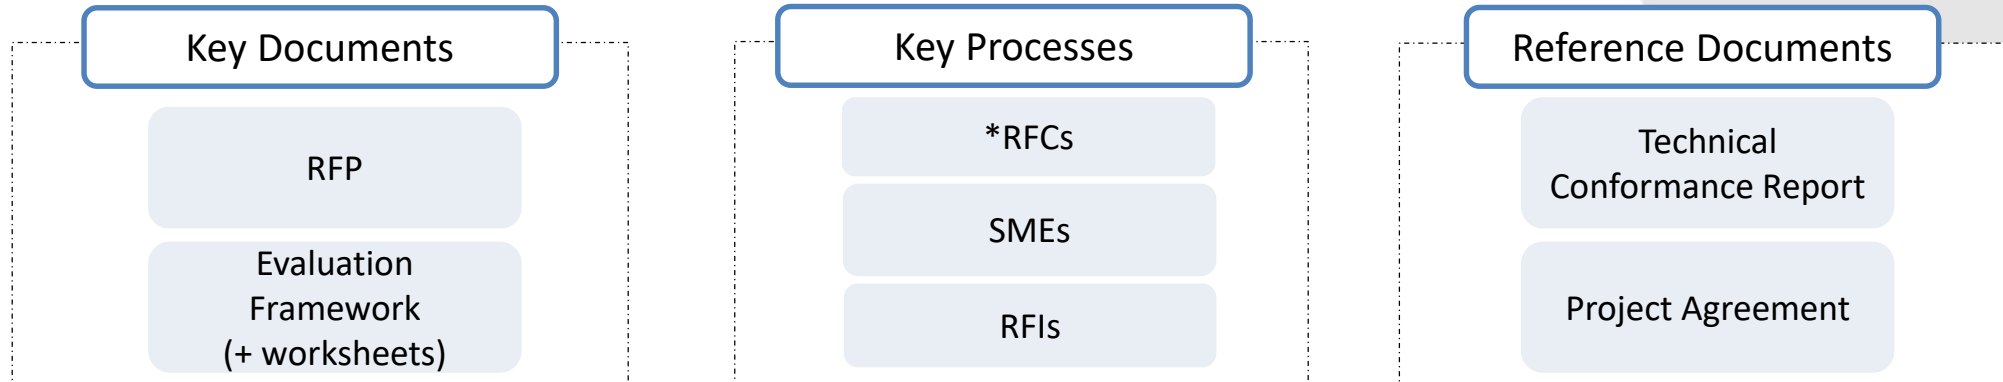 Key Documents
RFP
Evaluation
Framework
(+ worksheets)
Key Processes
*RFCs
SMEs
RFIs
Reference Documents
Technical
Conformance Report
Project Agreement